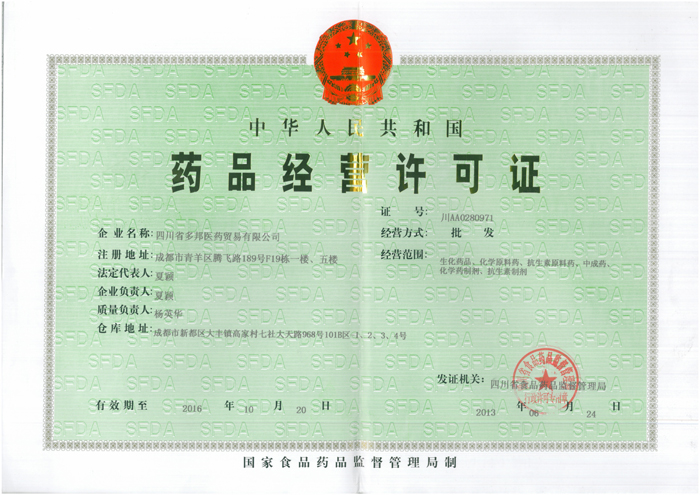 中华人民共和国
药品经营许可证
证 号: 川AA0280971
企业名称: 四川省多邦医药贸易有限公司
经营方式: 批 发
注册地址: 成都市青羊区腾飞路189号F19栋一楼、五楼
经营范围: 生化药品、化学原料药、抗生素原料药、中成药、
化学药制剂、抗生素制剂
法定代表人: 夏颖
企业负责人: 夏颖
质量负责人: 杨英华
仓库地址: 成都市新都区大丰镇高家村七社大天路968号101B区-1、2、3、4号
发证机关: 四川省食品药品监督管理局
有效期至 2016 年 10 月 20 日
2013 年 06 月 24 日
国家食品药品监督管理局制